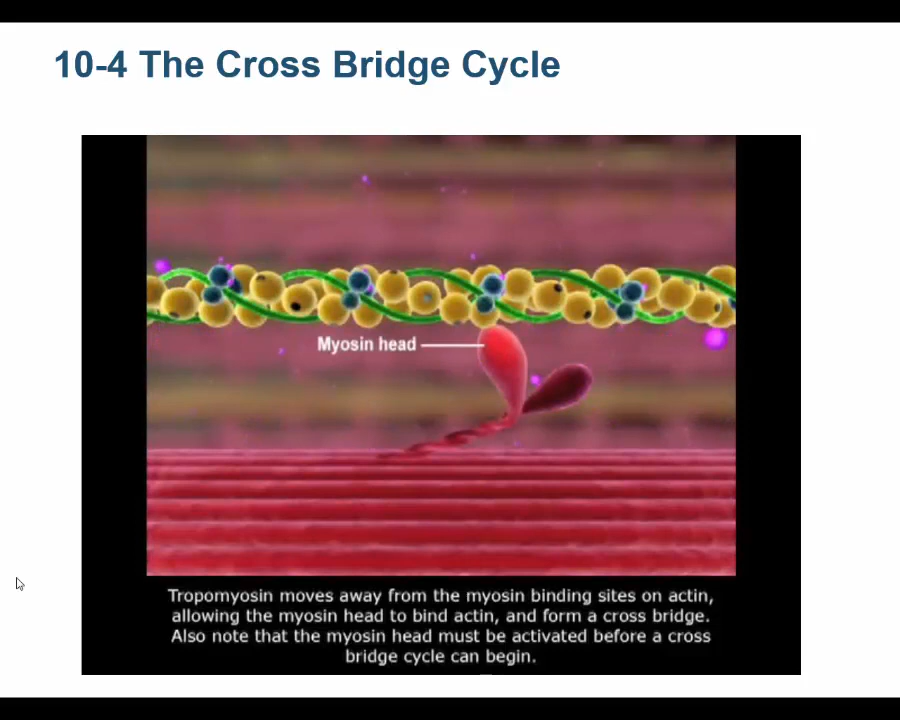 10-4 The Cross Bridge Cycle
Myosin head
Tropomyosin moves away from the myosin binding sites on actin,
allowing the myosin head to bind actin, and form a cross bridge.
Also note that the myosin head must be activated before a cross
bridge cycle can begin.